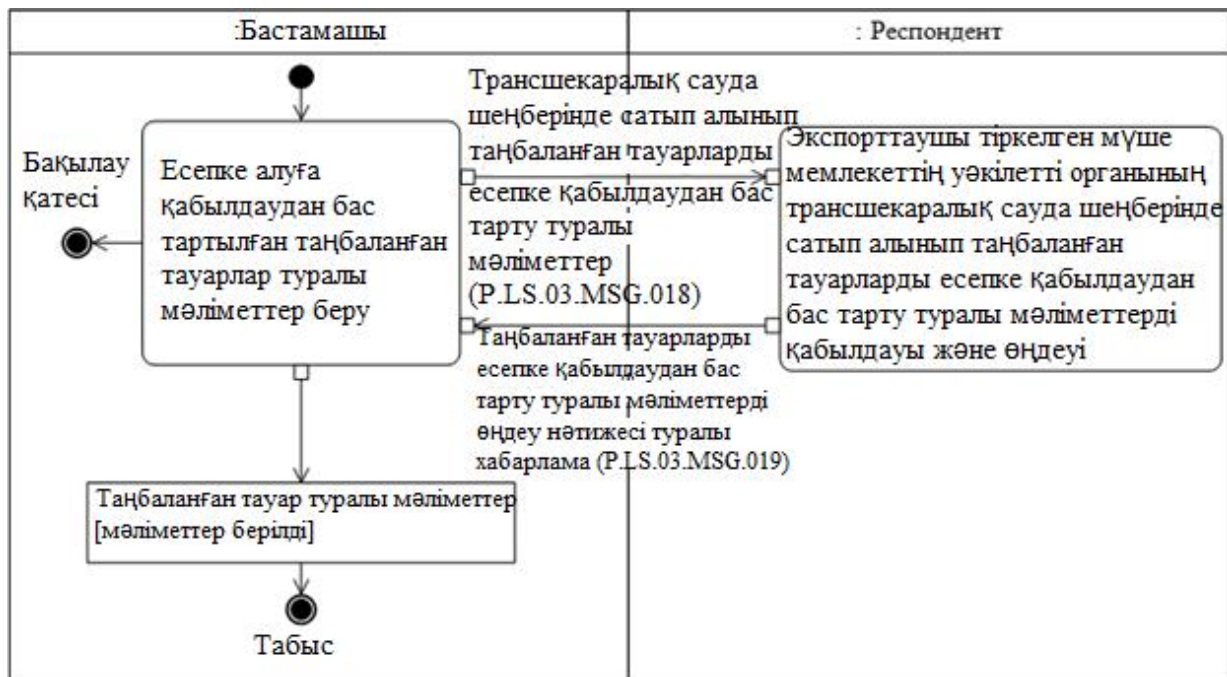 :Бастамашы
: Респондент
Бақылау
қатесі
Есепке алуға
қабылдаудан бас
тартылған таңбаланған
тауарлар туралы
мәліметтер беру
Трансшекаралық сауда
шеңберінде сатып алынып
таңбаланған тауарларды
есепке қабылдаудан бас
тарту туралы
мәліметтер
(P.LS.03.MSG.018)
Экспорттаушы тіркелген мүше
мемлекеттің уәкілетті органының
трансшекаралық сауда шеңберінде
сатып алынып таңбаланған
тауарларды есепке қабылдаудан
бас тарту туралы мәліметтерді
қабылдауы және өңдеуі
Таңбаланған тауарларды
есепке қабылдаудан бас
тарту туралы мәліметтерді
өңдеу нәтижесі туралы
хабарлама (P.LS.03.MSG.019)
Таңбаланған тауар туралы мәліметтер
[мәліметтер берілді]
Табыс